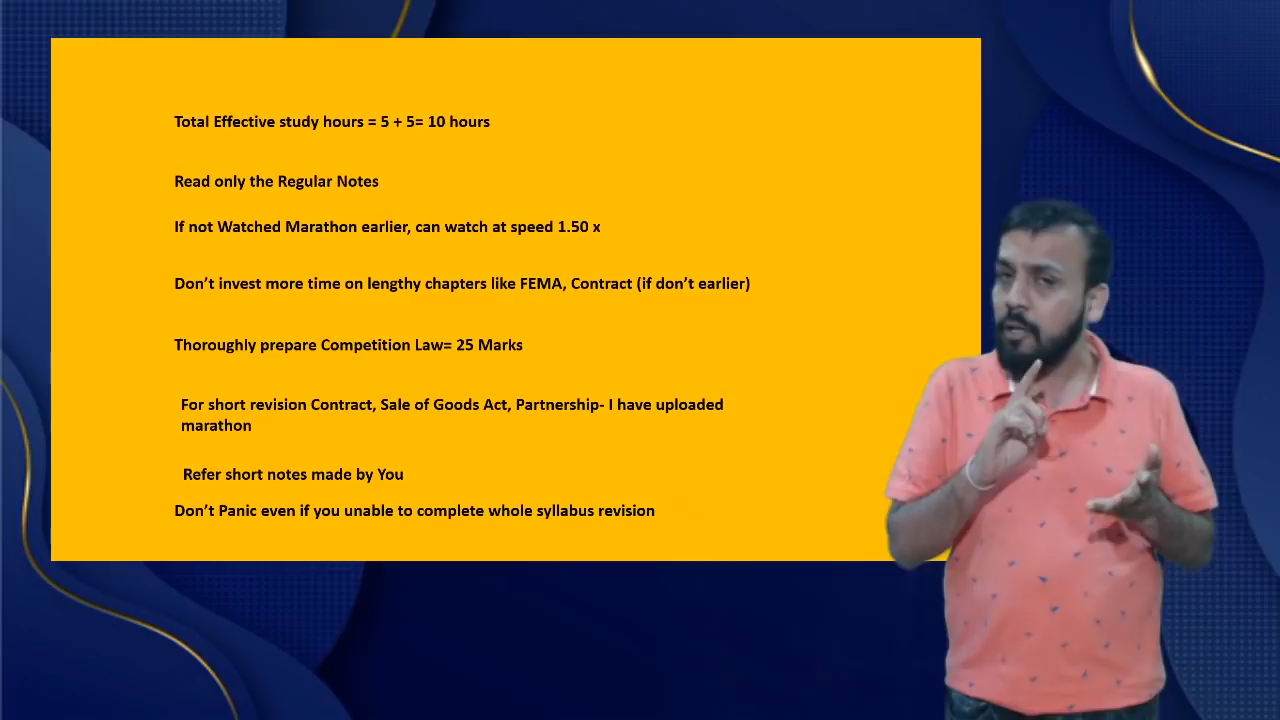 Total Effective study hours = 5 + 5= 10 hours
Read only the Regular Notes
If not Watched Marathon earlier, can watch at speed 1.50 x
Don’t invest more time on lengthy chapters like FEMA, Contract (if don’t earlier)
Thoroughly prepare Competition Law= 25 Marks
For short revision Contract, Sale of Goods Act, Partnership- I have uploaded
marathon
Refer short notes made by You
Don’t Panic even if you unable to complete whole syllabus revision